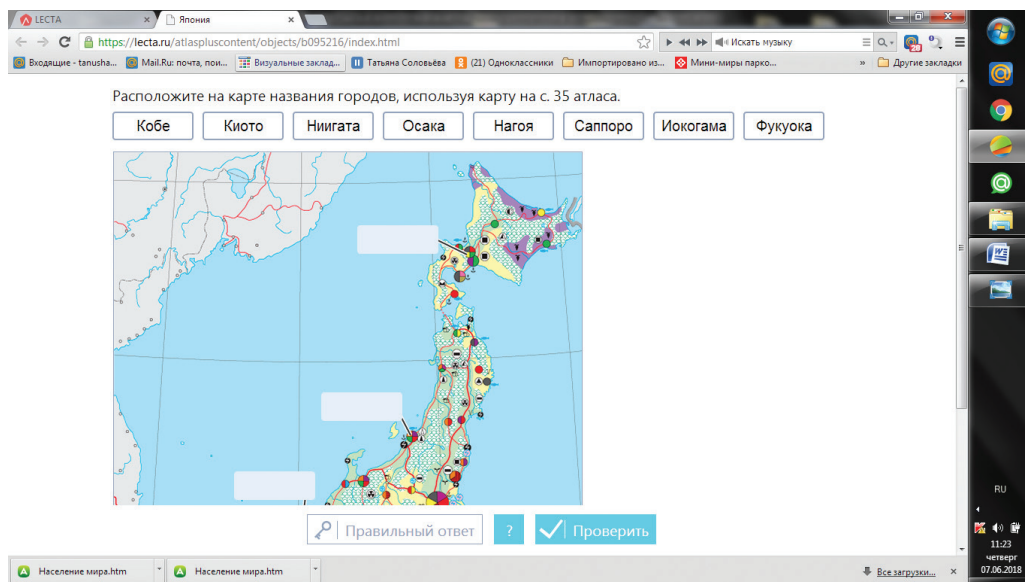 LECTA
Япония
https://lecta.ru/atlaspluscontent/objects/b095216/index.html
Искать музыку
28
Входящие - tanusha...
Mail.Ru: почта, пои...
Визуальные заклад...
Татьяна Соловьёва
(21) Одноклассники
Импортировано из...
Мини-миры парко...
»
Другие закладки
Расположите на карте названия городов, используя карту на с. 35 атласа.
Кобе Киото Ниигата Осака Нагоя Саппоро Иокогама Фукуока
Правильный ответ ? Проверить
RU
11:23
четверг
07.06.2018
Население мира.htm Население мира.htm
Все загрузки...